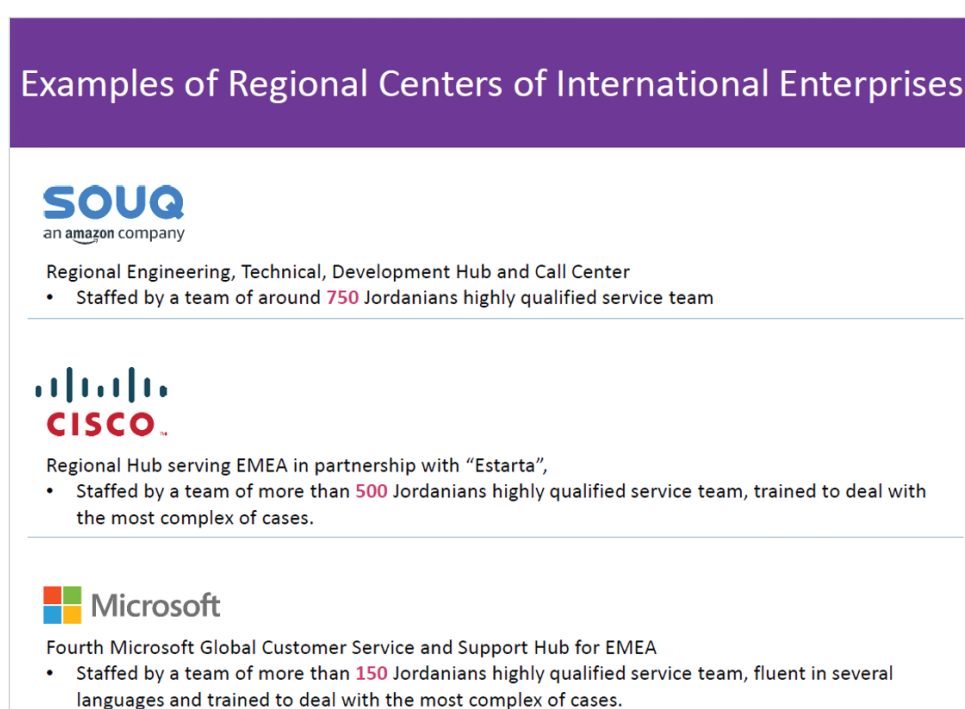 Examples of Regional Centers of International Enterprises
SOUQ
an amazon company
Regional Engineering, Technical, Development Hub and Call Center
• Staffed by a team of around 750 Jordanians highly qualified service team
CISCO™
Regional Hub serving EMEA in partnership with “Estarta”,
• Staffed by a team of more than 500 Jordanians highly qualified service team, trained to deal with
the most complex of cases.
Microsoft
Fourth Microsoft Global Customer Service and Support Hub for EMEA
• Staffed by a team of more than 150 Jordanians highly qualified service team, fluent in several
languages and trained to deal with the most complex of cases.